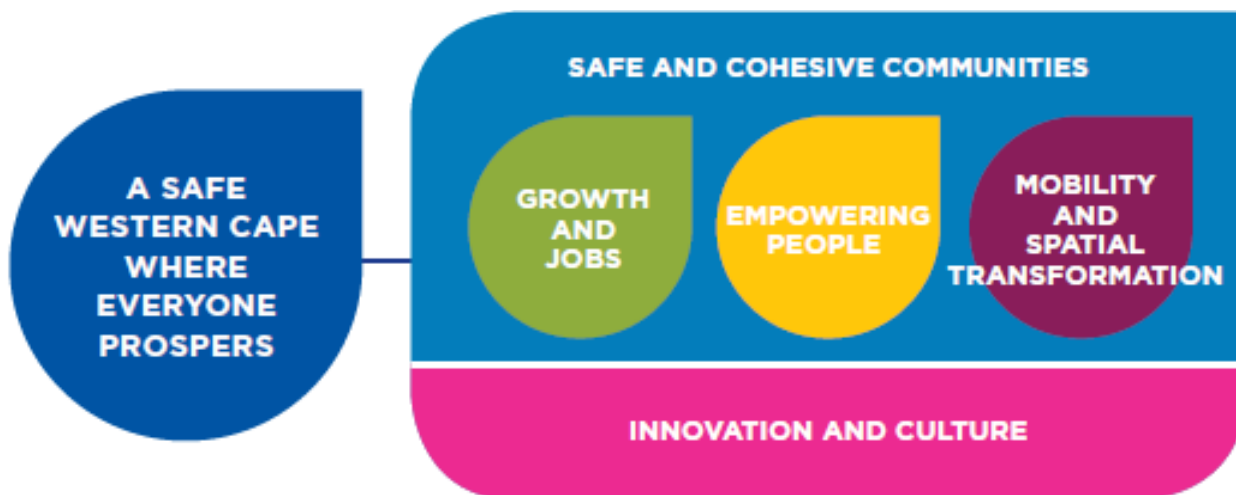 A SAFE
WESTERN CAPE
WHERE
EVERYONE
PROSPERS
SAFE AND COHESIVE COMMUNITIES
GROWTH
AND
JOBS
EMPOWERING
PEOPLE
MOBILITY
AND
SPATIAL
TRANSFORMATION
INNOVATION AND CULTURE